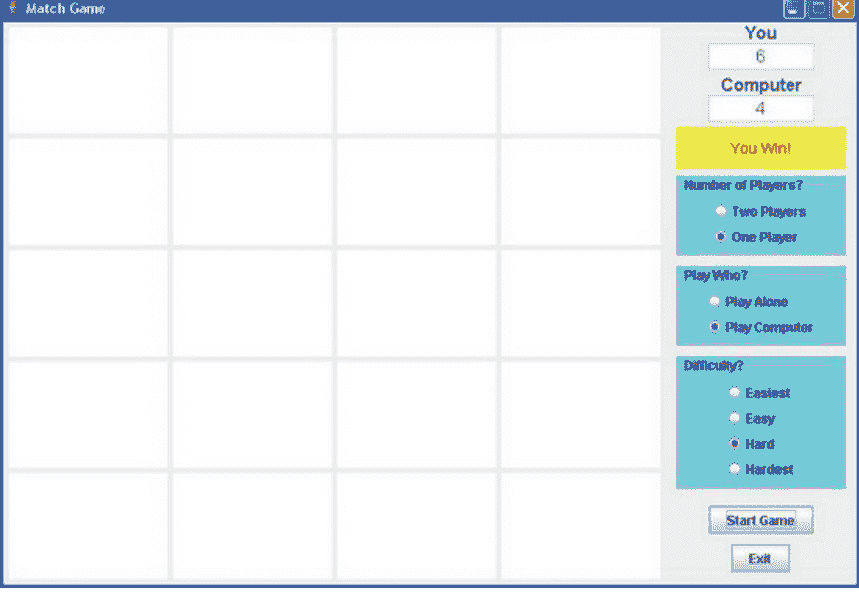 Match Game
You
6
Computer
4
You Win!
Number of Players?
Two Players
One Player
Play Who?
Play Alone
Play Computer
Difficulty?
Easiest
Easy
Hard
Hardest
Start Game
Exit